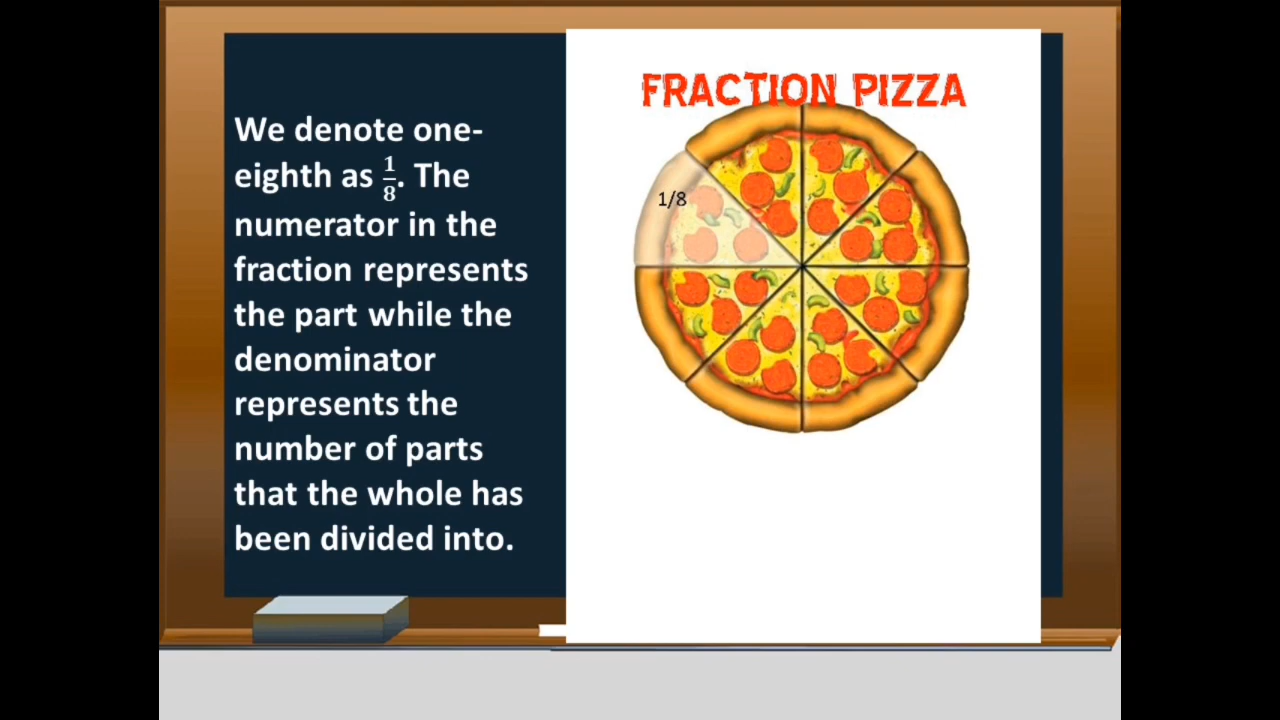 We denote one-
eighth as 1/8. The
numerator in the
fraction represents
the part while the
denominator
represents the
number of parts
that the whole has
been divided into.
FRACTION PIZZA
1/8